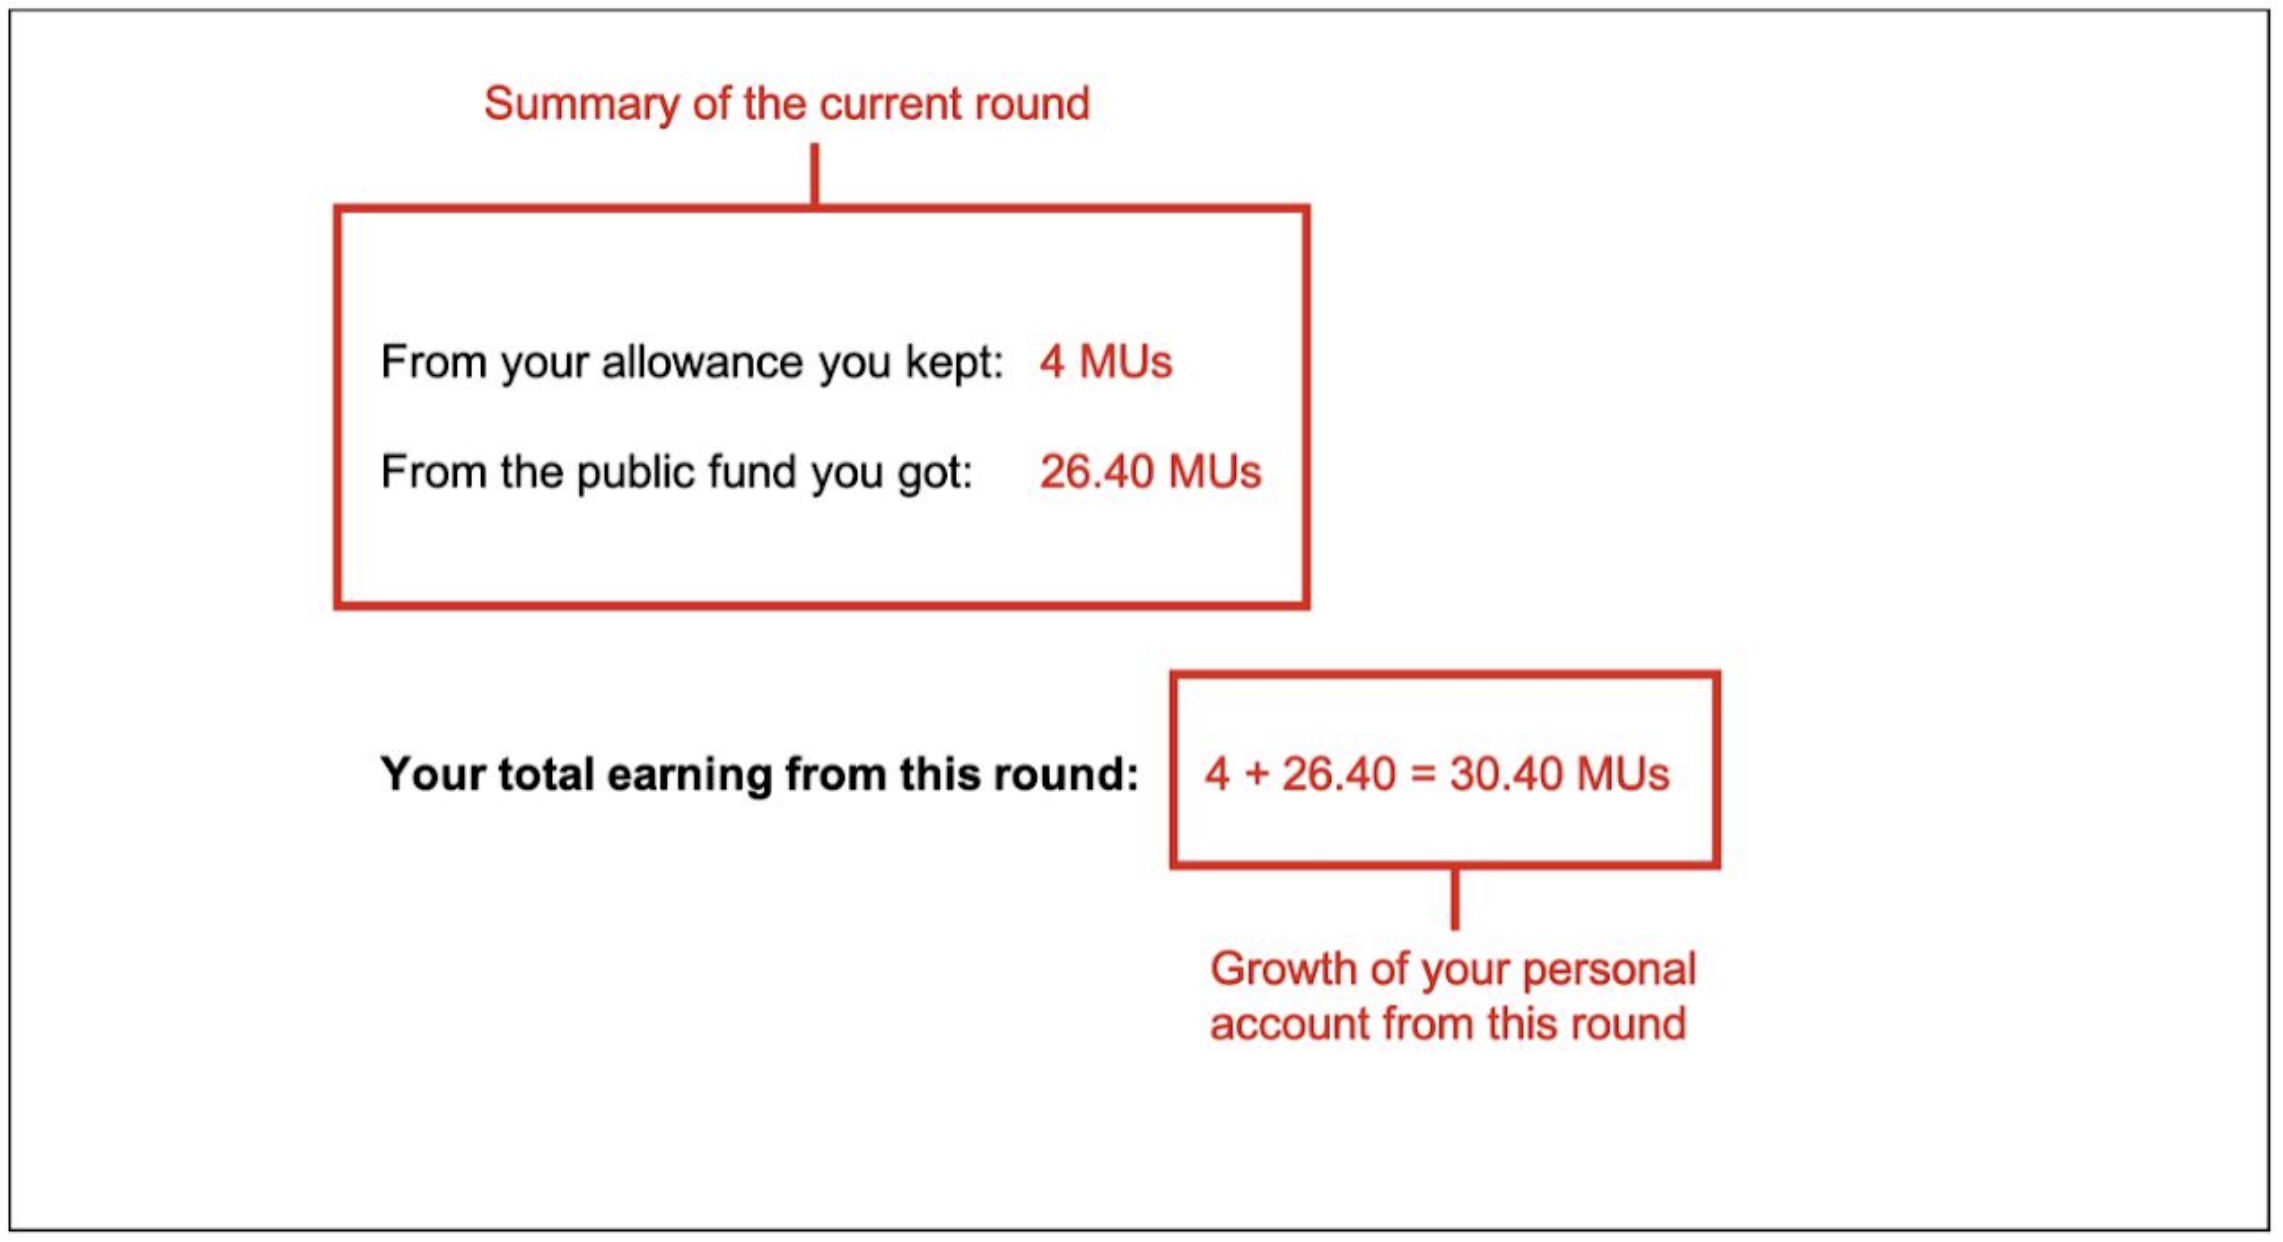 Summary of the current round
From your allowance you kept: 4 MUs
From the public fund you got: 26.40 MUs
Your total earning from this round: 4 + 26.40 = 30.40 MUs
Growth of your personal
account from this round